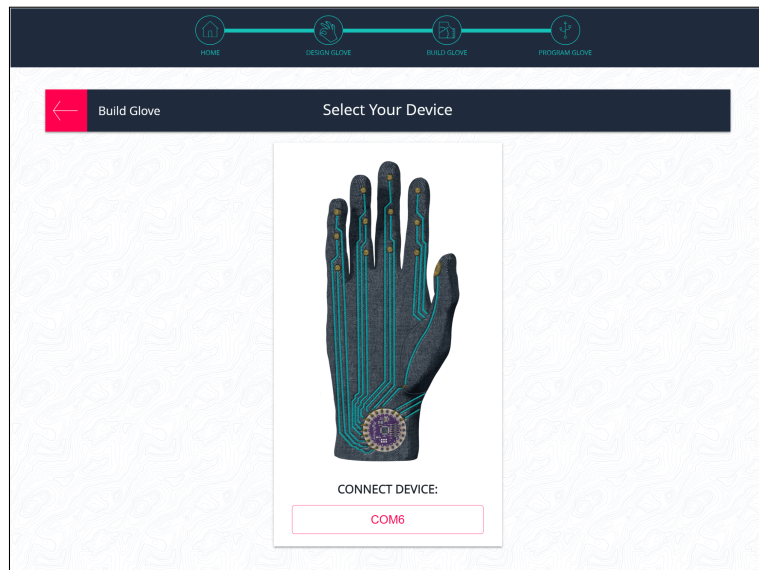 HOME
DESIGN GLOVE
BUILD GLOVE
PROGRAM GLOVE
Build Glove
Select Your Device
CONNECT DEVICE:
COM6